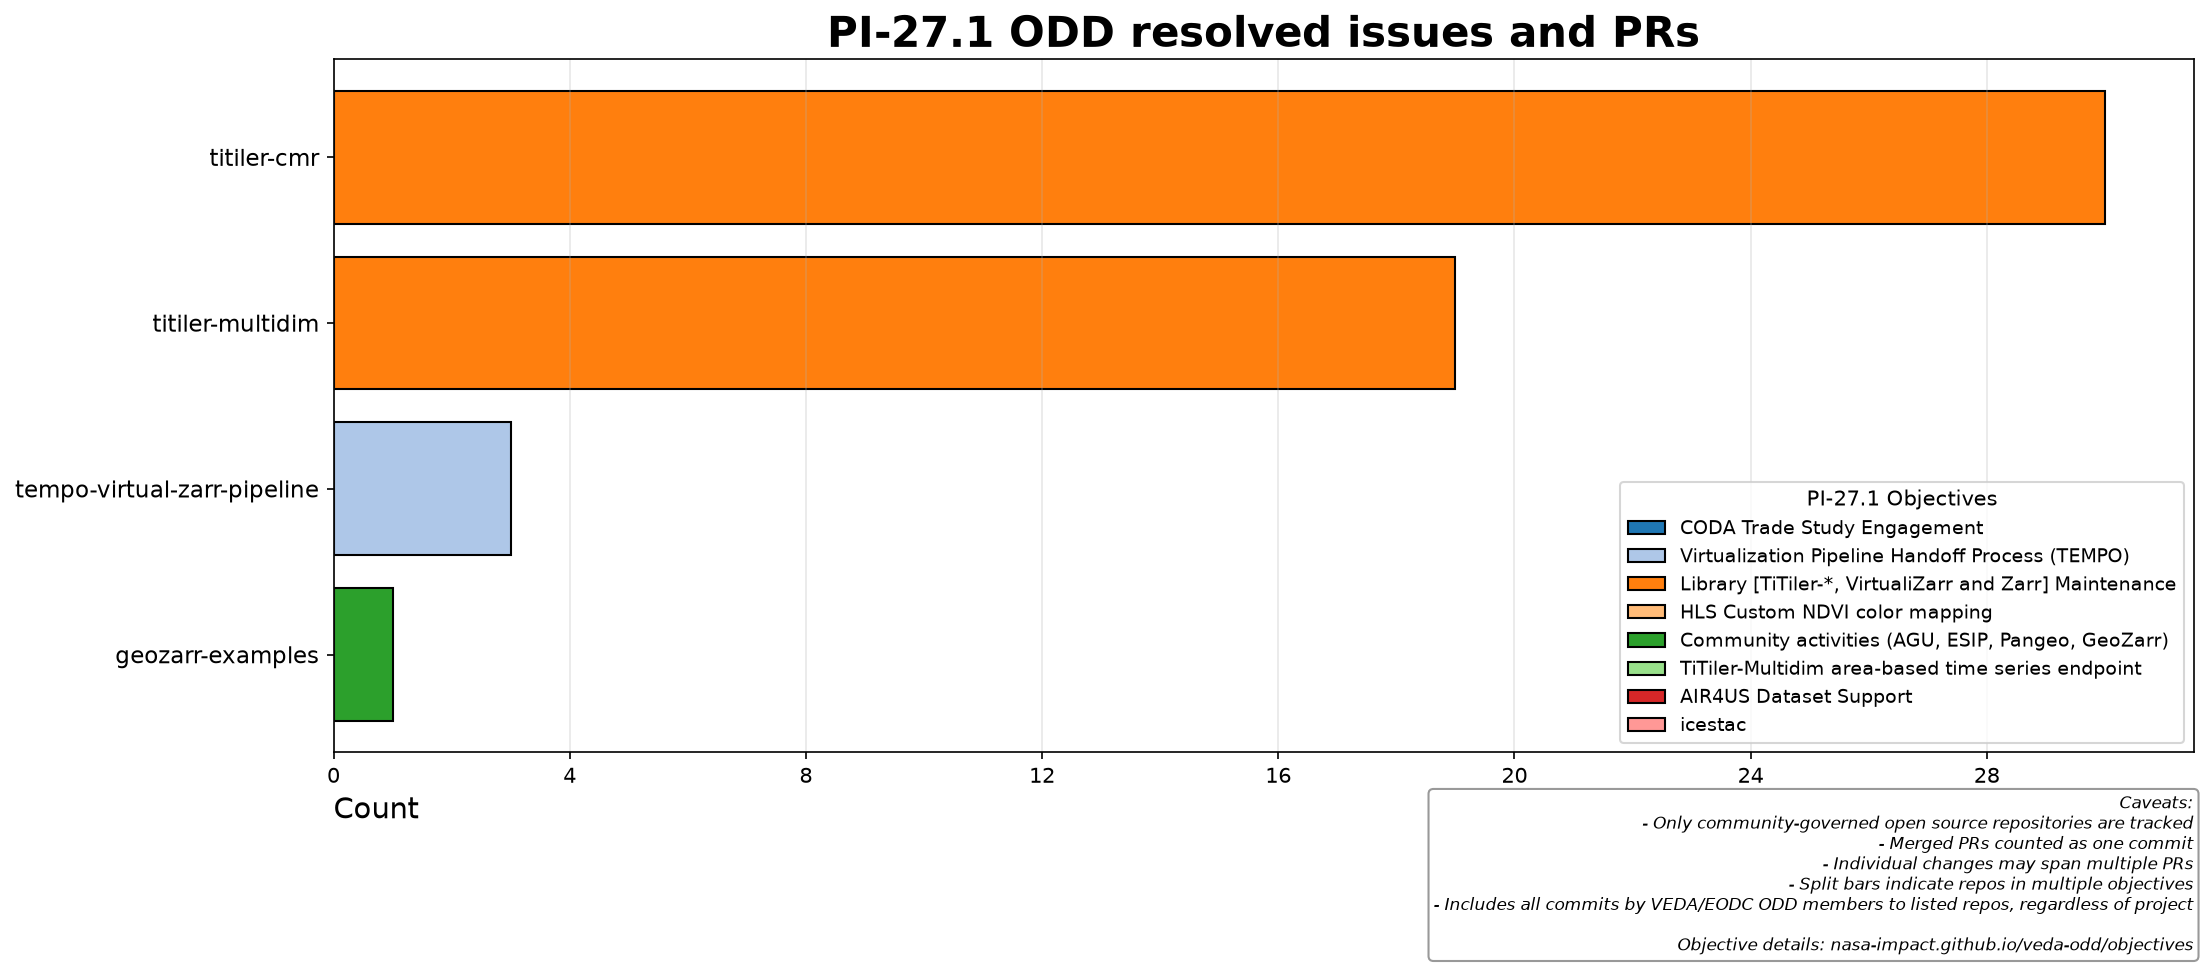 PI-27.1 ODD resolved issues and PRs
titiler-cmr
titiler-multidim
tempo-virtual-zarr-pipeline
geozarr-examples
PI-27.1 Objectives
CODA Trade Study Engagement
Virtualization Pipeline Handoff Process (TEMPO)
Library [TiTiler-*, VirtualiZarr and Zarr] Maintenance
HLS Custom NDVI color mapping
Community activities (AGU, ESIP, Pangeo, GeoZarr)
TiTiler-Multidim area-based time series endpoint
AIR4US Dataset Support
icestac
0 4 8 12 16 20 24 28
Count
Caveats:
- Only community-governed open source repositories are tracked
- Merged PRs counted as one commit
- Individual changes may span multiple PRs
- Split bars indicate repos in multiple objectives
- Includes all commits by VEDA/EODC ODD members to listed repos, regardless of project
Objective details: nasa-impact.github.io/veda-odd/objectives